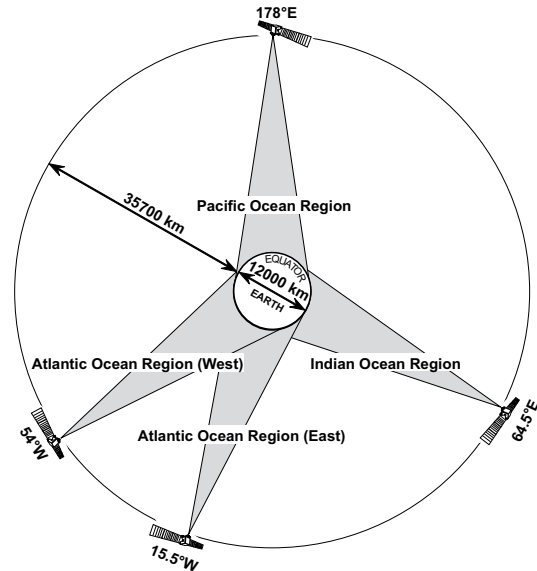 178°E
35700 km
Pacific Ocean Region
EQUATOR
12000 km
EARTH
Atlantic Ocean Region (West)
Indian Ocean Region
54°W
Atlantic Ocean Region (East)
64.5°E
15.5°W